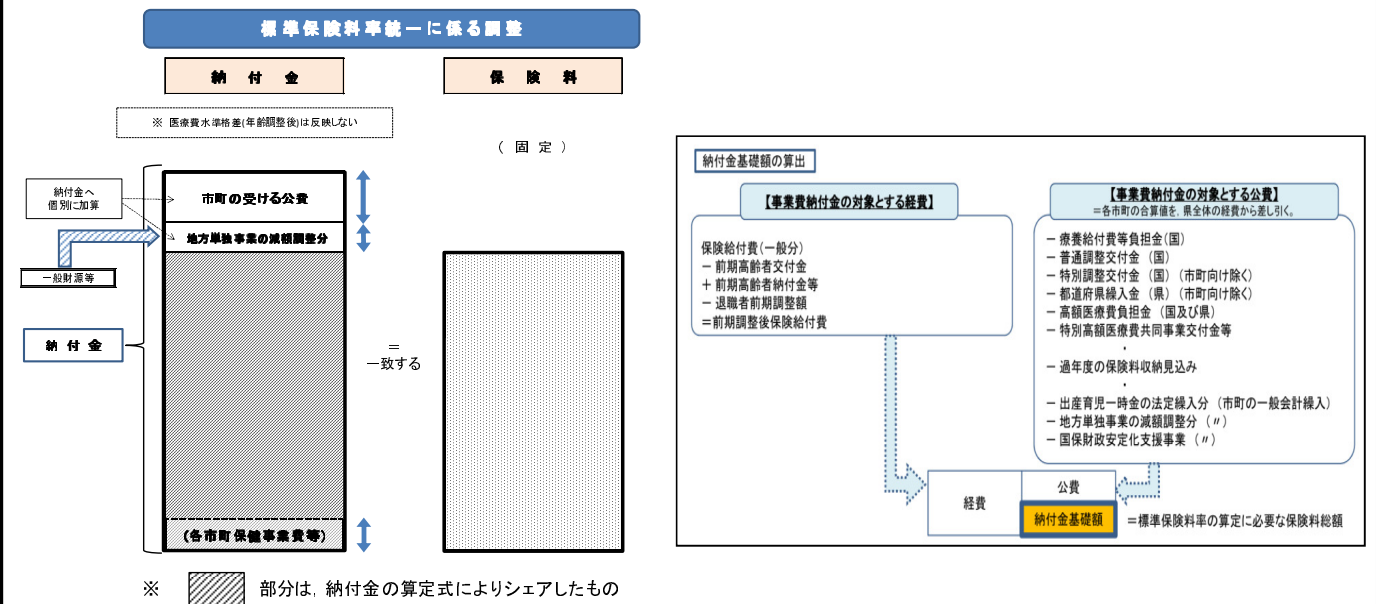 標準保険料率統一に係る調整
納 付 金
保 険 料
※ 医療費水準格差(年齢調整後)は反映しない
( 固 定 )
納付金へ
個別に加算
市町の受ける公費
地方単独事業の減額調整分
一般財源等
納 付 金
＝
一致する
(各市町保健事業費等)
※ 部分は, 納付金の算定式によりシェアしたもの
納付金基礎額の算出
【事業費納付金の対象とする経費】
保険給付費(一般分)
－ 前期高齢者交付金
＋ 前期高齢者納付金等
－ 退職者前期調整額
＝前期調整後保険給付費
【事業費納付金の対象とする公費】
＝各市町の合算値を, 県全体の経費から差し引く。
－ 療養給付費等負担金(国)
－ 普通調整交付金 (国)
－ 特別調整交付金 (国) (市町向け除く)
－ 都道府県繰入金 (県) (市町向け除く)
－ 高額医療費負担金 (国及び県)
－ 特別高額医療費共同事業交付金等
・
－ 過年度の保険料収納見込み
・
－ 出産育児一時金の法定繰入分 (市町の一般会計繰入)
－ 地方単独事業の減額調整分 (〃)
－ 国保財政安定化支援事業 (〃)
経費
公費
納付金基礎額
＝標準保険料率の算定に必要な保険料総額